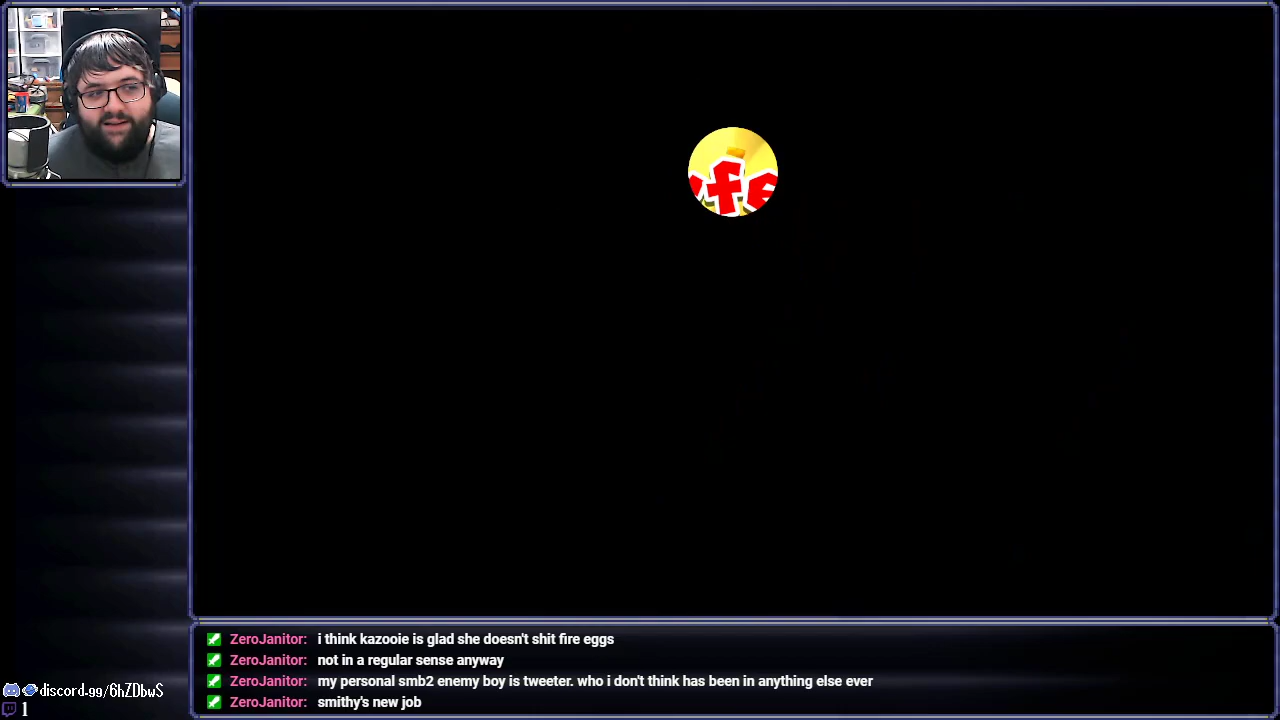 fe
ZeroJanitor: i think kazooie is glad she doesn't shit fire eggs
ZeroJanitor: not in a regular sense anyway
ZeroJanitor: my personal smb2 enemy boy is tweeter. who i don't think has been in anything else ever
ZeroJanitor: smithy's new job
discord.gg/6hZDbwS
1